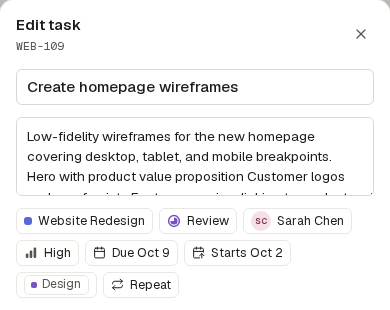 Edit task
WEB-109
Create homepage wireframes
Low-fidelity wireframes for the new homepage
covering desktop, tablet, and mobile breakpoints.
Hero with product value proposition Customer logos
Website Redesign
Review
SC Sarah Chen
High
Due Oct 9
Starts Oct 2
Design
Repeat